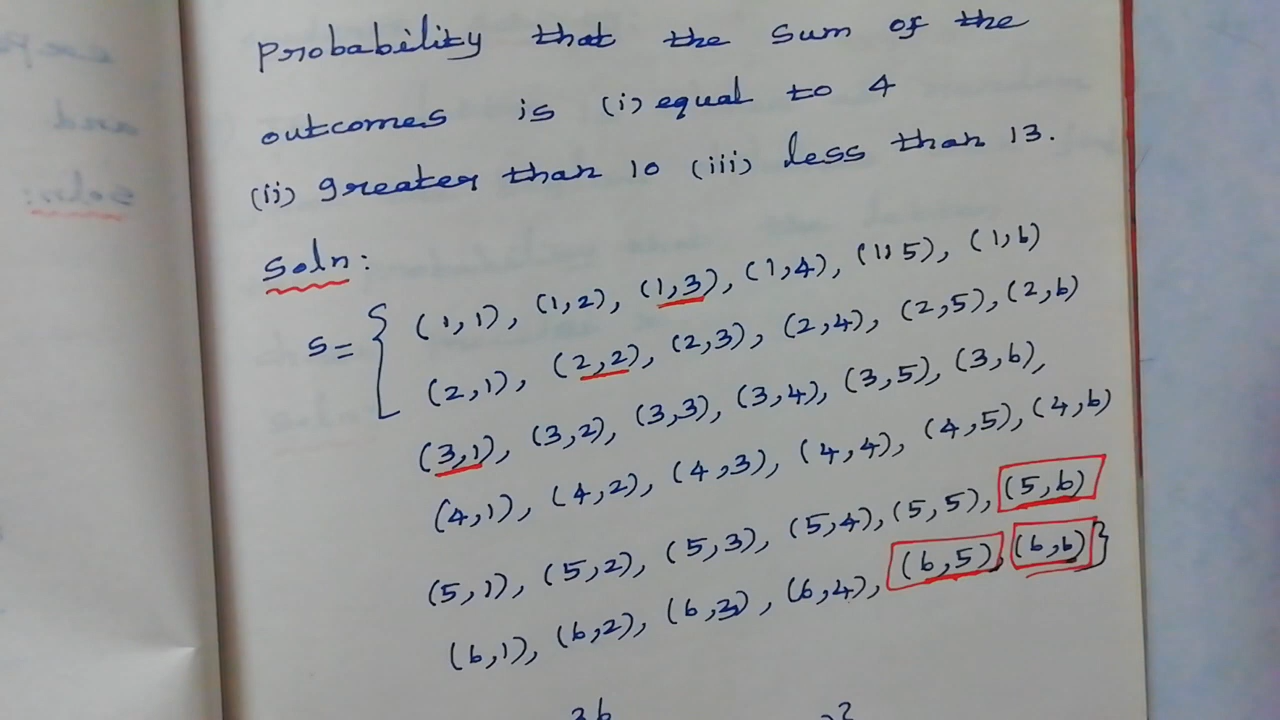 probability that the sum of the
outcomes is (i) equal to 4
(ii) greater than 10 (iii) less than 13.
soln:
S= { (1,1), (1,2), (1,3), (1,4), (1,5), (1,6)
(2,1), (2,2), (2,3), (2,4), (2,5), (2,6)
(3,1), (3,2), (3,3), (3,4), (3,5), (3,6),
(4,1), (4,2), (4,3), (4,4), (4,5), (4,6)
(5,1), (5,2), (5,3), (5,4), (5,5), (5,6)
(6,1), (6,2), (6,3), (6,4), (6,5), (6,6) }